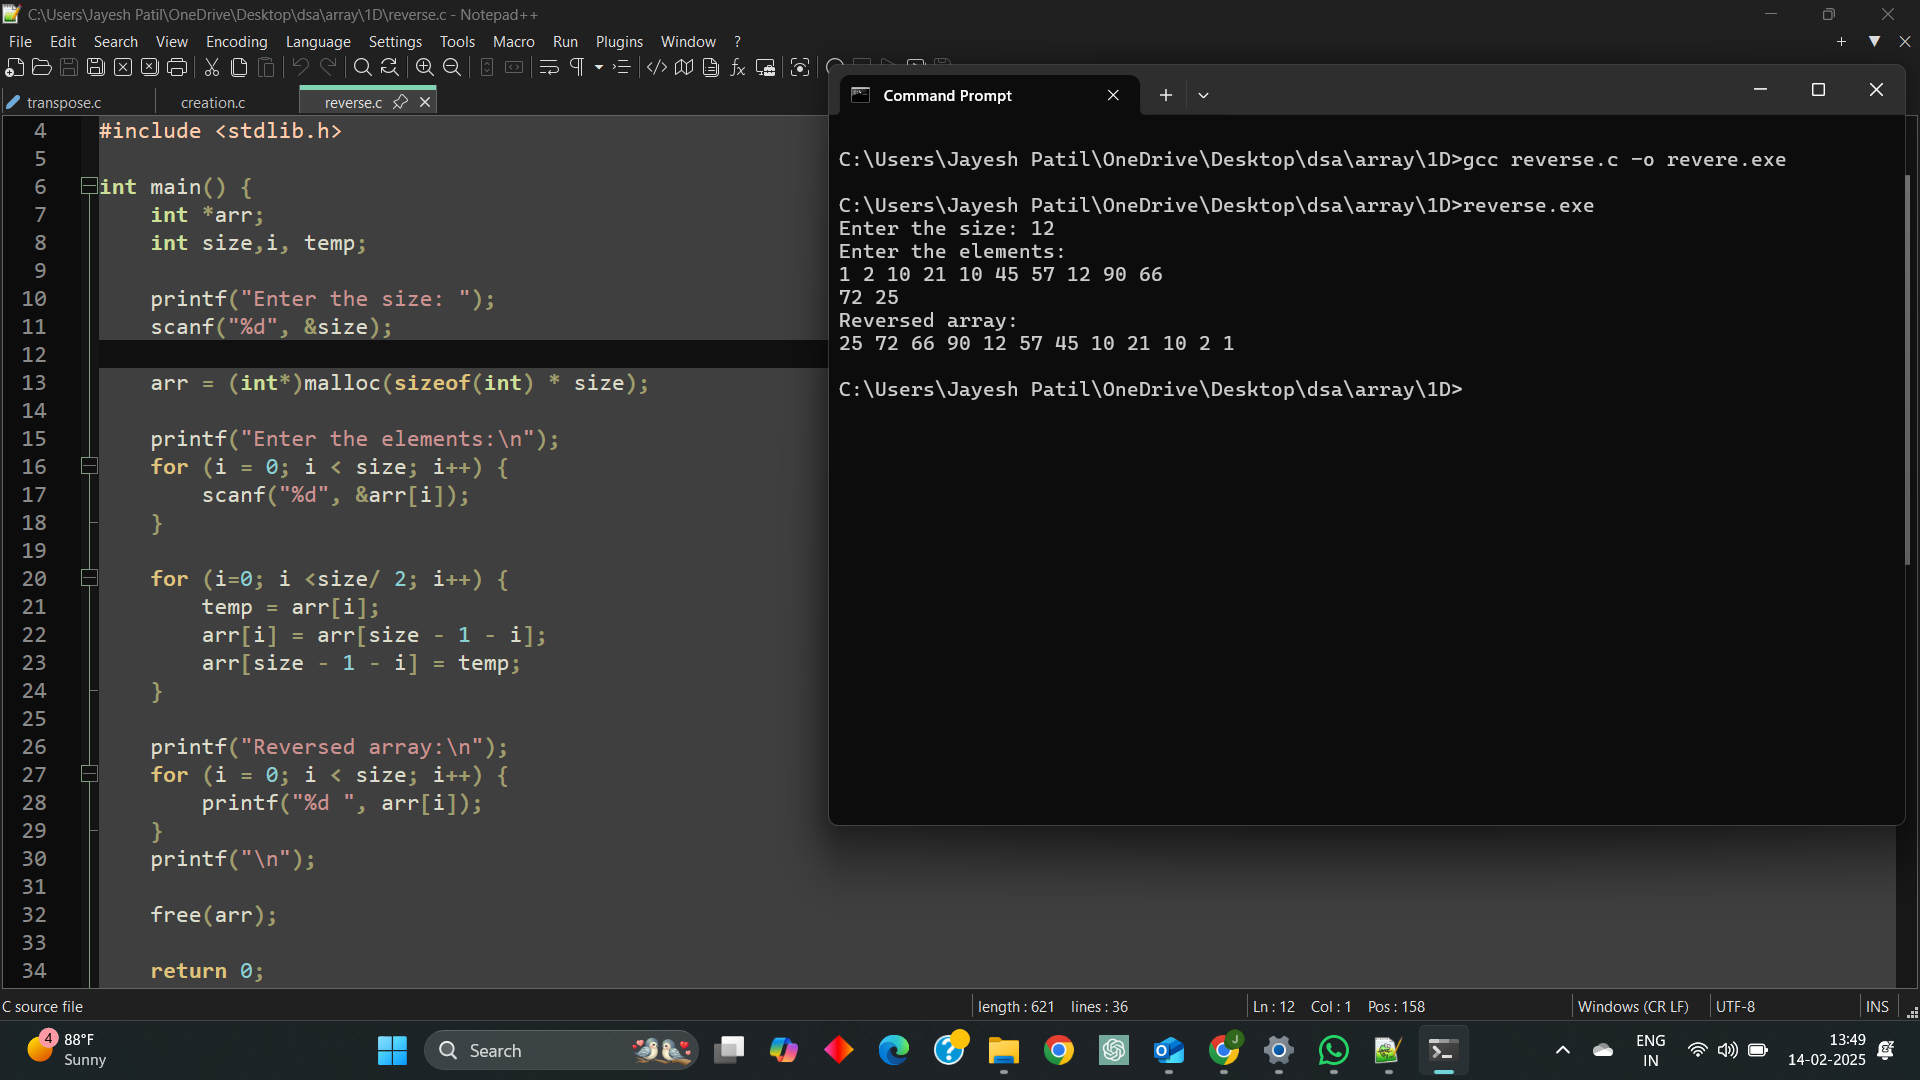 C:\Users\Jayesh Patil\OneDrive\Desktop\dsa\array\1D\reverse.c - Notepad++
File Edit Search View Encoding Language Settings Tools Macro Run Plugins Window ?
transpose.c creation.c reverse.c
4 #include <stdlib.h>
5
6 int main() {
7 int *arr;
8 int size,i, temp;
9
10 printf("Enter the size: ");
11 scanf("%d", &size);
12
13 arr = (int*)malloc(sizeof(int) * size);
14
15 printf("Enter the elements:\n");
16 for (i = 0; i < size; i++) {
17 scanf("%d", &arr[i]);
18 }
19
20 for (i=0; i <size/ 2; i++) {
21 temp = arr[i];
22 arr[i] = arr[size - 1 - i];
23 arr[size - 1 - i] = temp;
24 }
25
26 printf("Reversed array:\n");
27 for (i = 0; i < size; i++) {
28 printf("%d ", arr[i]);
29 }
30 printf("\n");
31
32 free(arr);
33
34 return 0;
Command Prompt
C:\Users\Jayesh Patil\OneDrive\Desktop\dsa\array\1D>gcc reverse.c -o revere.exe
C:\Users\Jayesh Patil\OneDrive\Desktop\dsa\array\1D>reverse.exe
Enter the size: 12
Enter the elements:
1 2 10 21 10 45 57 12 90 66
72 25
Reversed array:
25 72 66 90 12 57 45 10 21 10 2 1
C:\Users\Jayesh Patil\OneDrive\Desktop\dsa\array\1D>
C source file length : 621 lines : 36 Ln : 12 Col : 1 Pos : 158 Windows (CR LF) UTF-8 INS
4
88°F
Sunny
Search
J
ENG
IN
13:49
14-02-2025